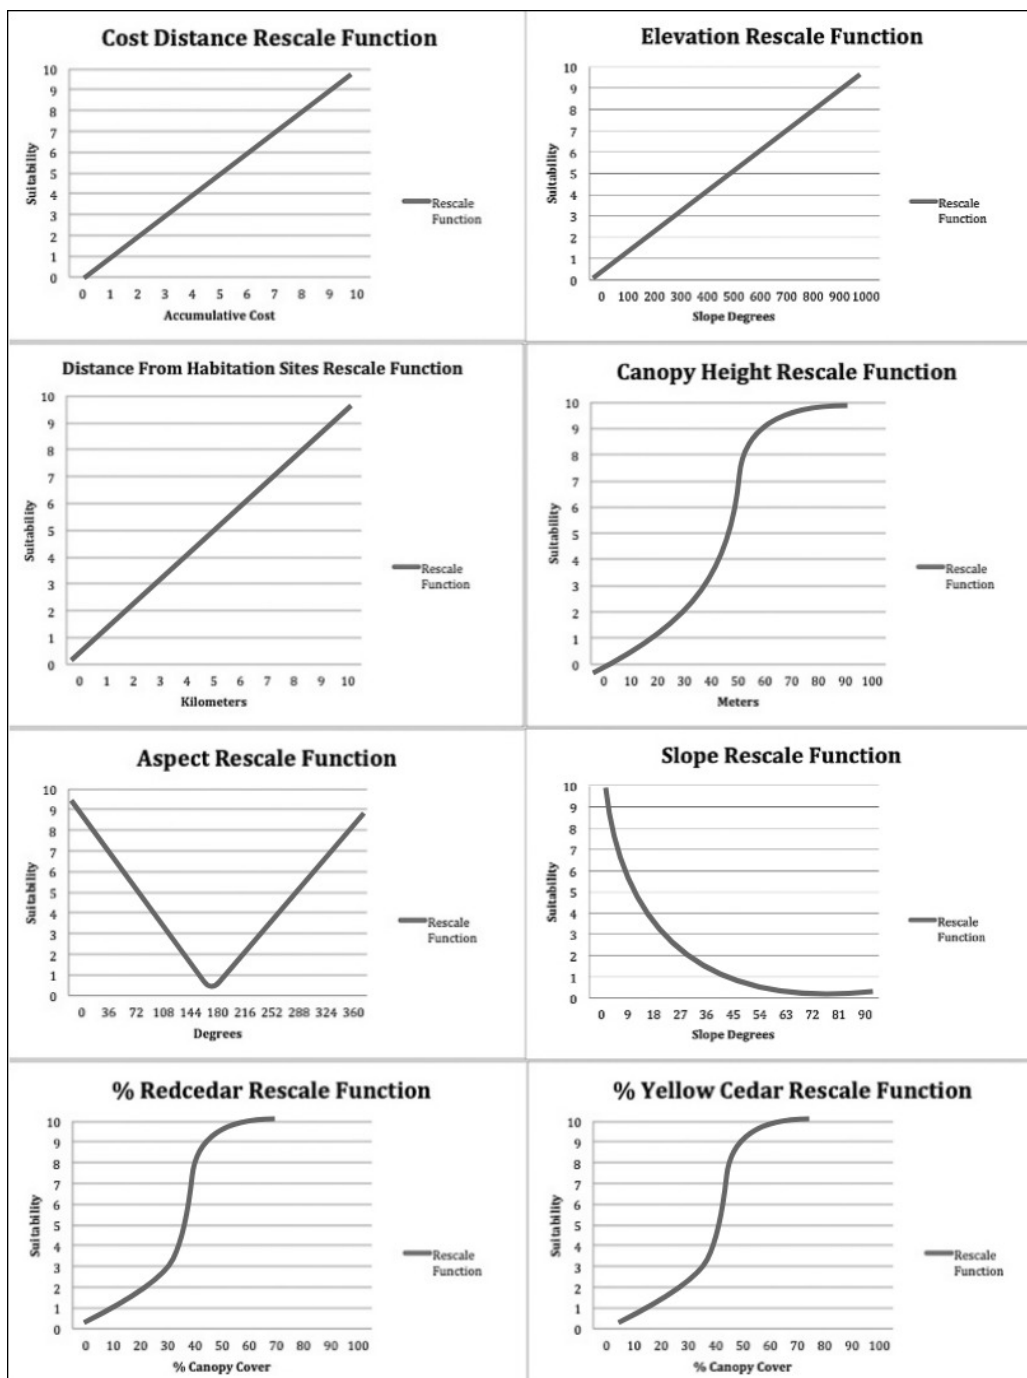 Cost Distance Rescale Function
10
9
8
7
6
5
4
3
2
1
0
Suitability
0 1 2 3 4 5 6 7 8 9 10
Accumulative Cost
Rescale
Function
Elevation Rescale Function
10
9
8
7
6
5
4
3
2
1
0
Suitability
0 100 200 300 400 500 600 700 800 900 1000
Slope Degrees
Rescale
Function
Distance From Habitation Sites Rescale Function
10
9
8
7
6
5
4
3
2
1
0
Suitability
0 1 2 3 4 5 6 7 8 9 10
Kilometers
Rescale
Function
Canopy Height Rescale Function
10
9
8
7
6
5
4
3
2
1
0
Suitability
0 10 20 30 40 50 60 70 80 90 100
Meters
Rescale
Function
Aspect Rescale Function
10
9
8
7
6
5
4
3
2
1
0
Suitability
0 36 72 108 144 180 216 252 288 324 360
Degrees
Rescale
Function
Slope Rescale Function
10
9
8
7
6
5
4
3
2
1
0
Suitability
0 9 18 27 36 45 54 63 72 81 90
Slope Degrees
Rescale
Function
% Redcedar Rescale Function
10
9
8
7
6
5
4
3
2
1
0
Suitability
0 10 20 30 40 50 60 70 80 90 100
% Canopy Cover
Rescale
Function
% Yellow Cedar Rescale Function
10
9
8
7
6
5
4
3
2
1
0
Suitability
0 10 20 30 40 50 60 70 80 90 100
% Canopy Cover
Rescale
Function